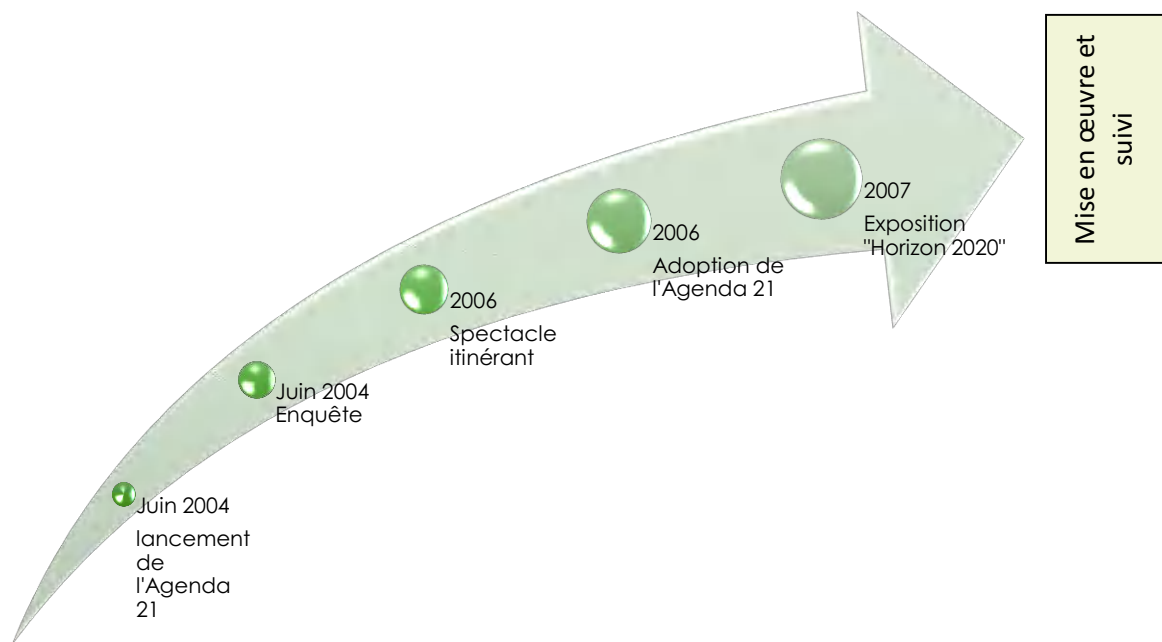 Juin 2004
lancement
de
l'Agenda
21
Juin 2004
Enquête
2006
Spectacle
itinérant
2006
Adoption de
l'Agenda 21
2007
Exposition
"Horizon 2020"
Mise en œuvre et
suivi